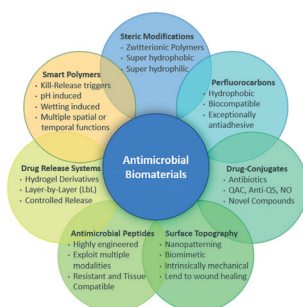 Steric Modifications
• Zwitterionic Polymers
• Super hydrophobic
• Super hydrophilic
Smart Polymers
• Kill-Release triggers
• pH induced
• Wetting induced
• Multiple spatial or
temporal functions
Perfluorocarbons
• Hydrophobic
• Biocompatible
• Exceptionally
antiadhesive
Antimicrobial
Biomaterials
Drug Release Systems
• Hydrogel Derivatives
• Layer-by-Layer (LbL)
• Controlled Release
Drug-Conjugates
• Antibiotics
• QAC, Anti-QS, NO
• Novel Compounds
Antimicrobial Peptides
• Highly engineered
• Exploit multiple
modalities
• Resistant and Tissue
Compatible
Surface Topography
• Nanopatterning
• Biomimetic
• Intrinsically mechanical
• Lend to wound healing